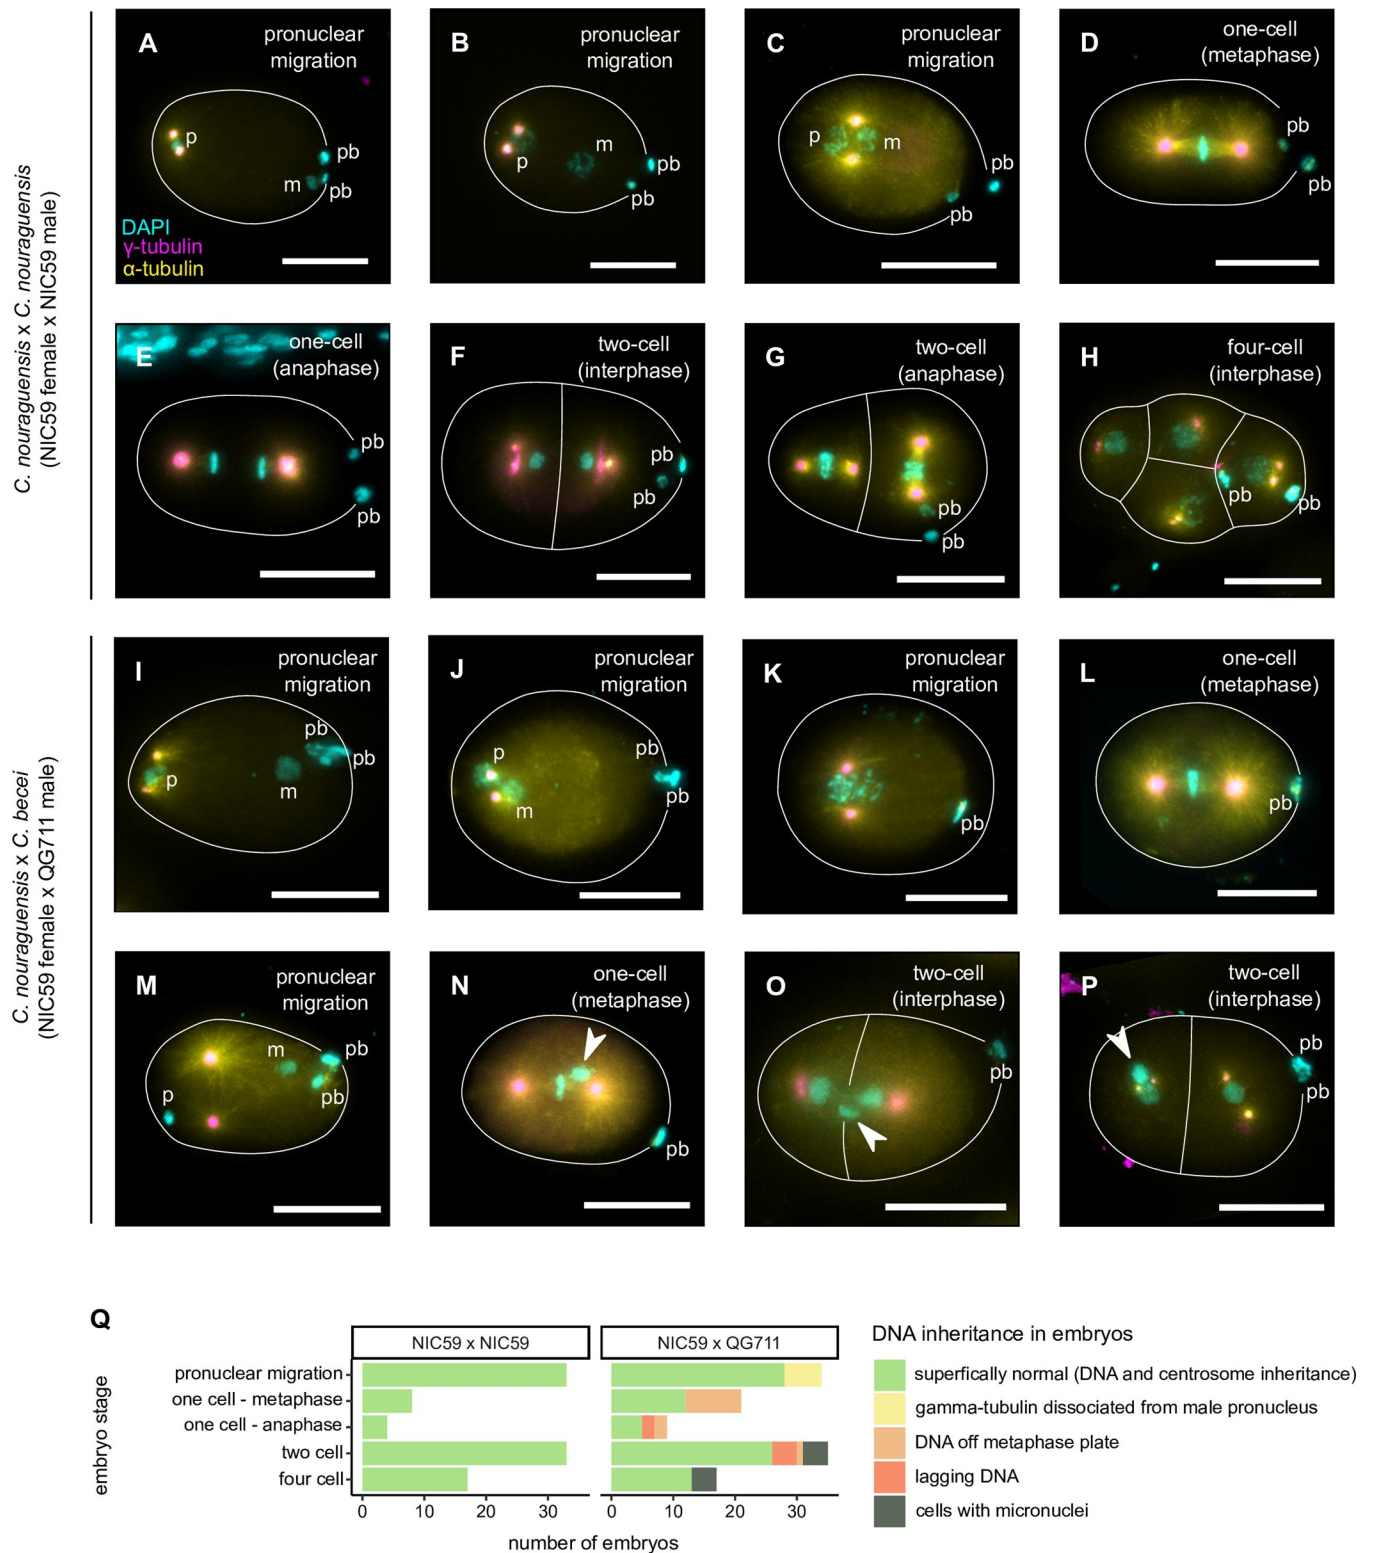 C. nouraguensis x C. nouraguensis
(NIC59 female x NIC59 male)
A
pronuclear
migration
p
pb
m
pb
DAPI
γ-tubulin
α-tubulin
B
pronuclear
migration
m
p
pb
pb
C
pronuclear
migration
p
m
pb
D
one-cell
(metaphase)
pb
pb
E
one-cell
(anaphase)
pb
pb
F
two-cell
(interphase)
pb
pb
G
two-cell
(anaphase)
pb
pb
H
four-cell
(interphase)
pb
pb
C. nouraguensis x C. becei
(NIC59 female x QG711 male)
I
pronuclear
migration
pb
pb
p
m
J
pronuclear
migration
p
pb
pb
m
K
pronuclear
migration
pb
L
one-cell
(metaphase)
pb
M
pronuclear
migration
m
pb
p
pb
N
one-cell
(metaphase)
pb
O
two-cell
(interphase)
pb
P
two-cell
(interphase)
pb
pb
Q
NIC59 x NIC59
NIC59 x QG711
embryo stage
pronuclear migration
one cell - metaphase
one cell - anaphase
two cell
four cell
0 10 20 30
0 10 20 30
number of embryos
DNA inheritance in embryos
superfically normal (DNA and centrosome inheritance)
gamma-tubulin dissociated from male pronucleus
DNA off metaphase plate
lagging DNA
cells with micronuclei